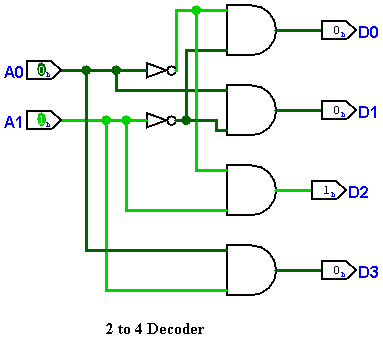 0h D0
A0 0h
0h D1
A1 1h
1h D2
0h D3
2 to 4 Decoder